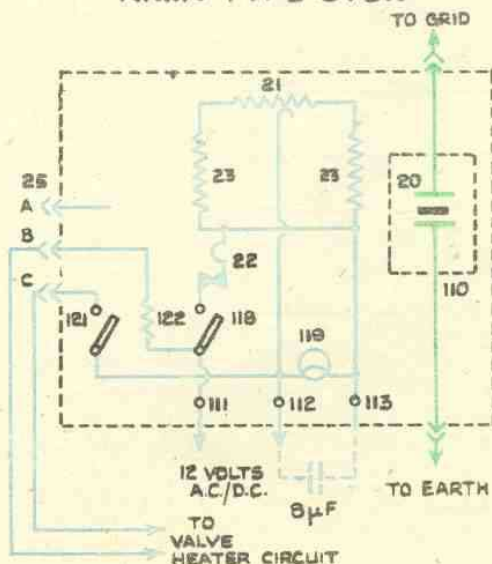 TO GRID
21
23
23
20
25
A
B
C
22
110
121
122
118
119
111
112
113
12 VOLTS
A.C./D.C.
8µF
TO EARTH
TO
VALVE
HEATER CIRCUIT